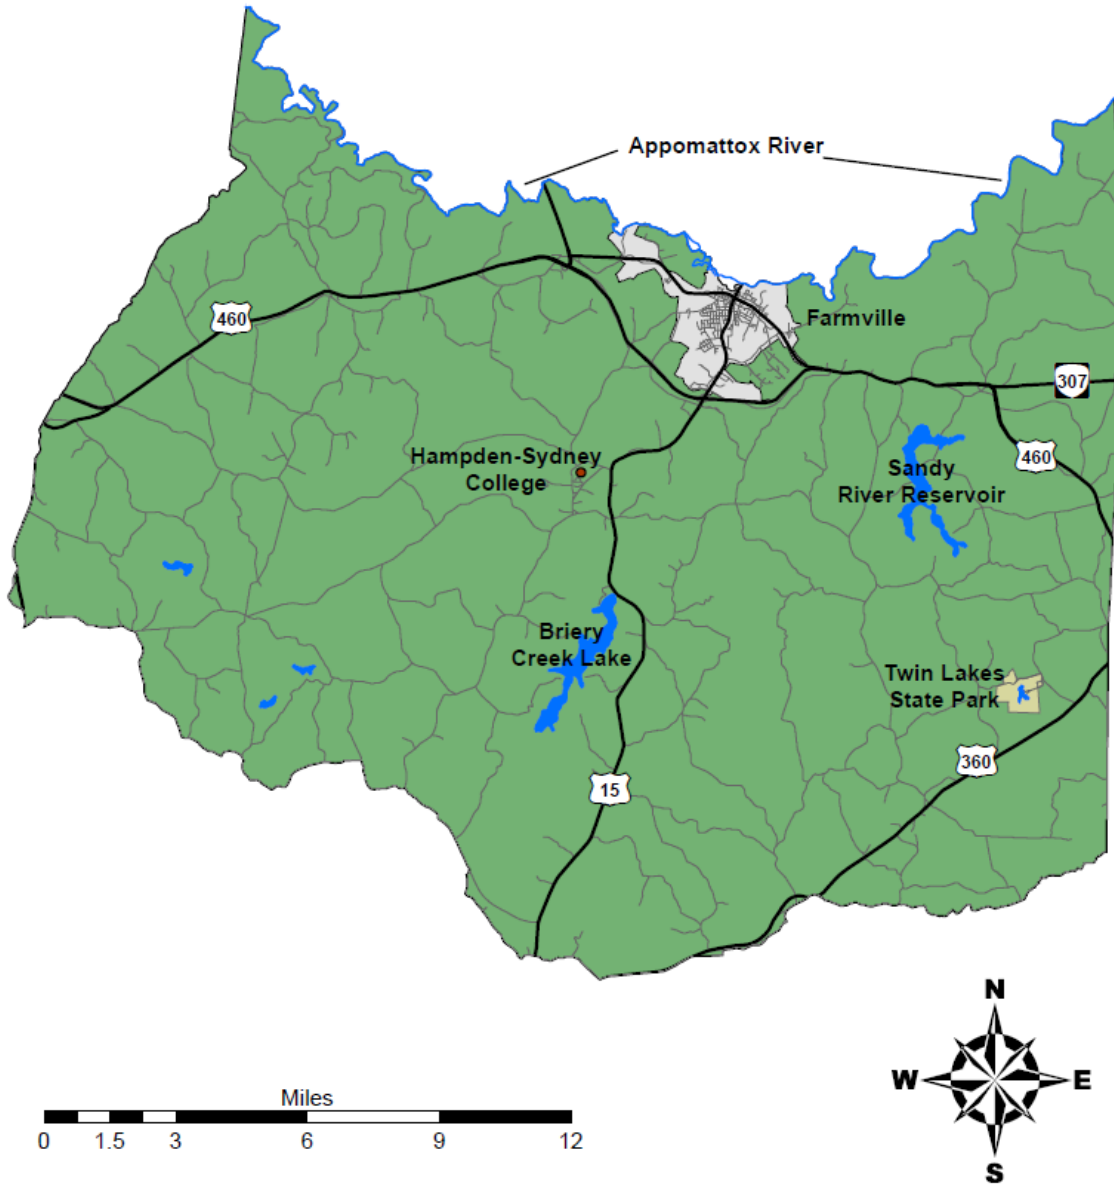 Appomattox River
460
Farmville
307
Hampden-Sydney
College
Sandy
River Reservoir
460
Briery
Creek Lake
Twin Lakes
State Park
360
15
N
W
E
S
Miles
0 1.5 3 6 9 12